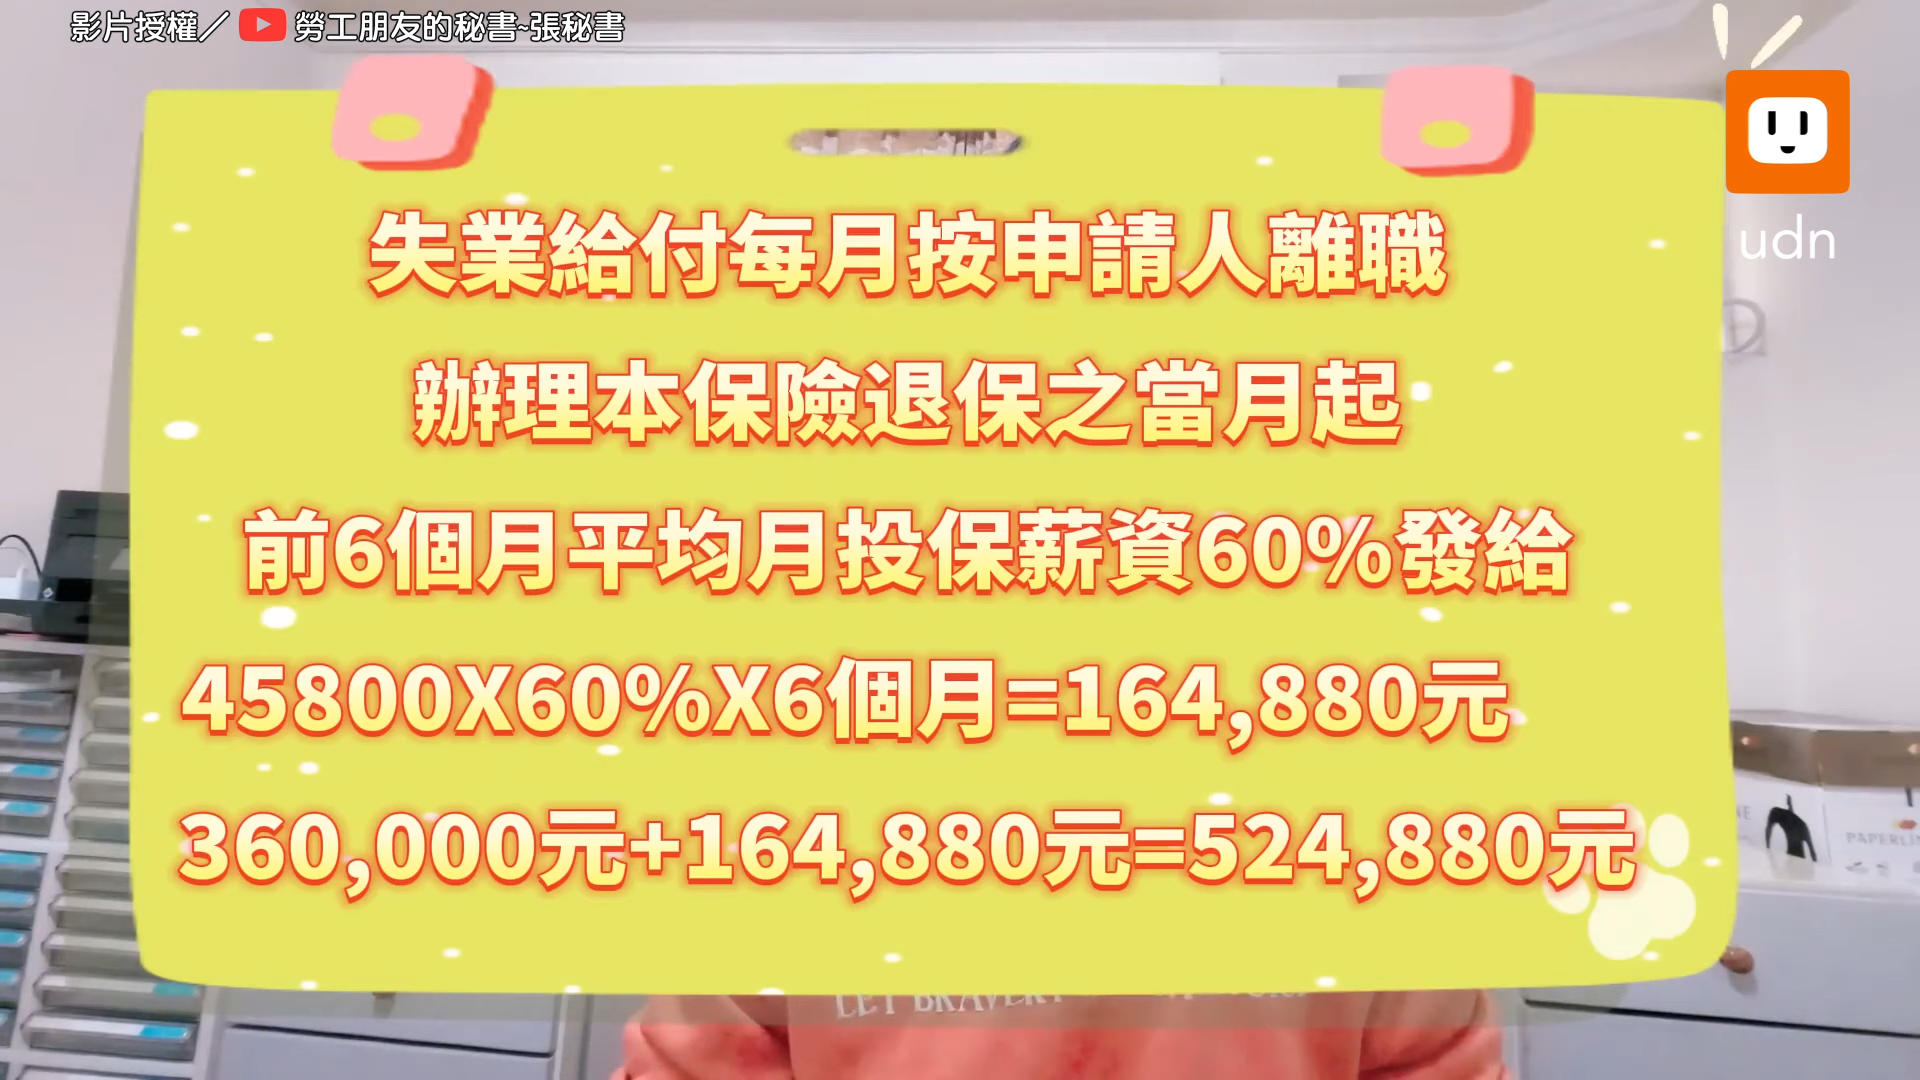 影片授權／ 勞工朋友的秘書~張秘書
udn
失業給付每月按申請人離職
辦理本保險退保之當月起
前6個月平均月投保薪資60%發給
45800X60%X6個月=164,880元
360,000元+164,880元=524,880元